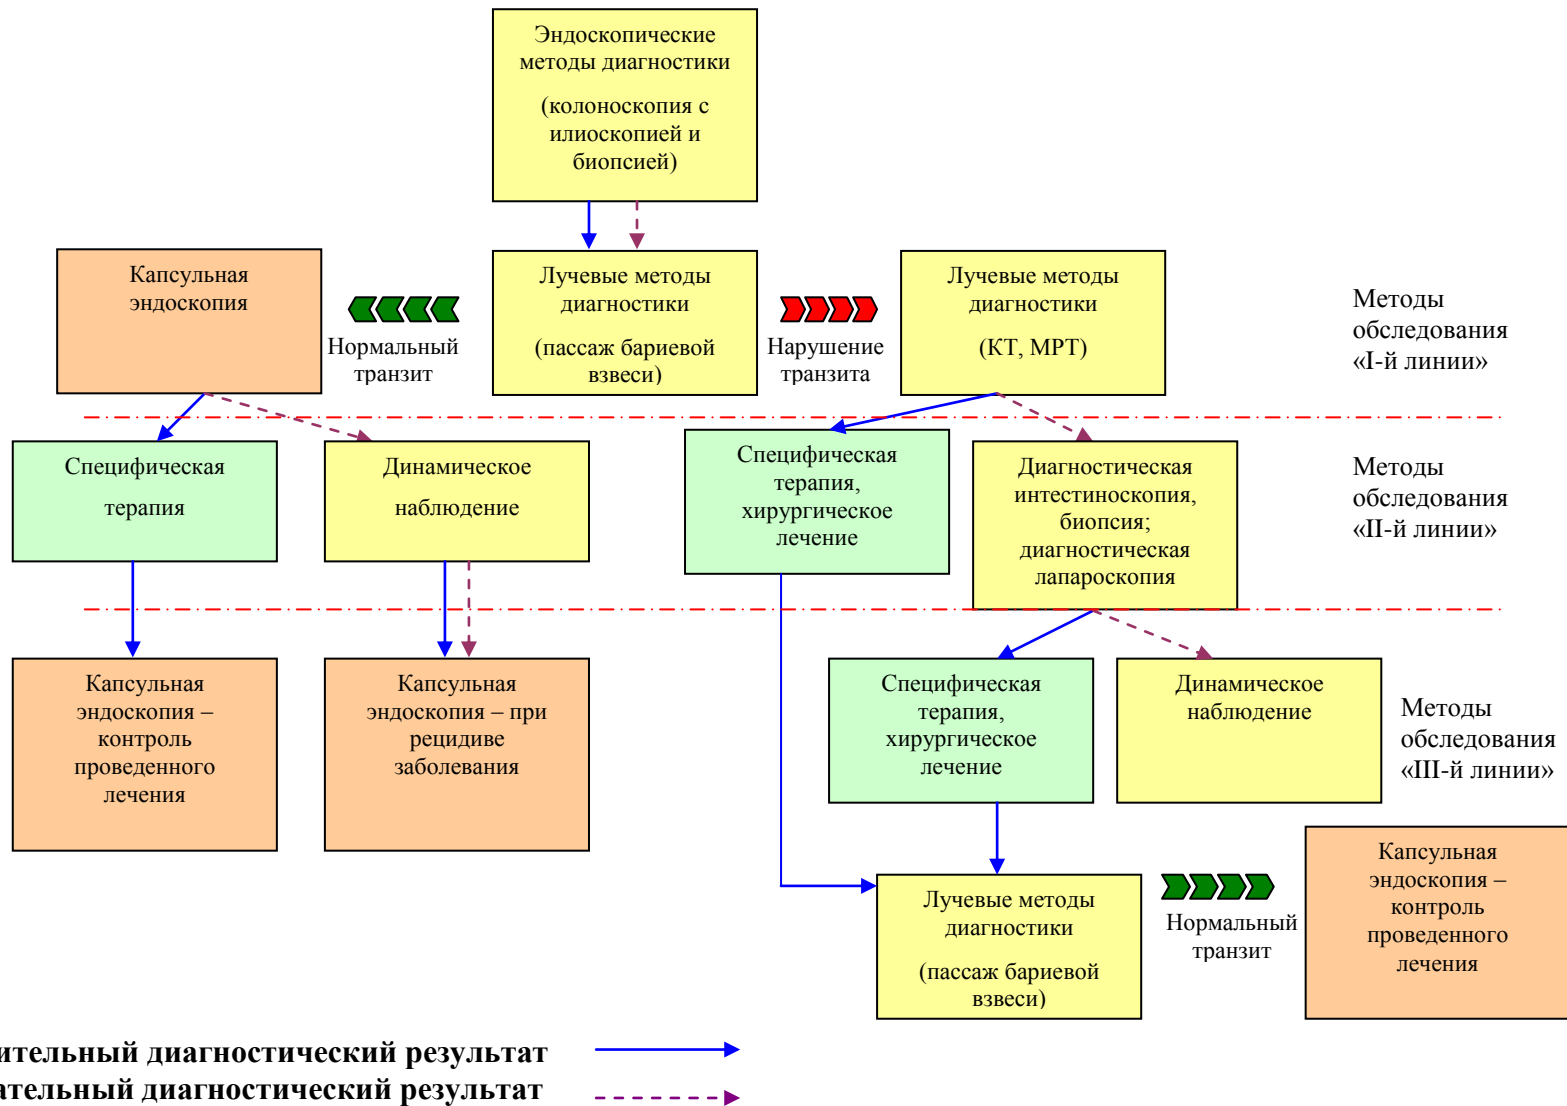 Эндоскопические
методы диагностики
(колоноскопия с
илиоскопией и
биопсией)
Капсульная
эндоскопия
Нормальный
транзит
Лучевые методы
диагностики
(пассаж бариевой
взвеси)
Нарушение
транзита
Лучевые методы
диагностики
(КТ, МРТ)
Методы
обследования
«I-й линии»
Специфическая
терапия
Динамическое
наблюдение
Специфическая
терапия,
хирургическое
лечение
Диагностическая
интестиноскопия,
биопсия;
диагностическая
лапароскопия
Методы
обследования
«II-й линии»
Капсульная
эндоскопия –
контроль
проведенного
лечения
Капсульная
эндоскопия – при
рецидиве
заболевания
Специфическая
терапия,
хирургическое
лечение
Динамическое
наблюдение
Методы
обследования
«III-й линии»
Лучевые методы
диагностики
(пассаж бариевой
взвеси)
Нормальный
транзит
Капсульная
эндоскопия –
контроль
проведенного
лечения
ительный диагностический результат
ательный диагностический результат